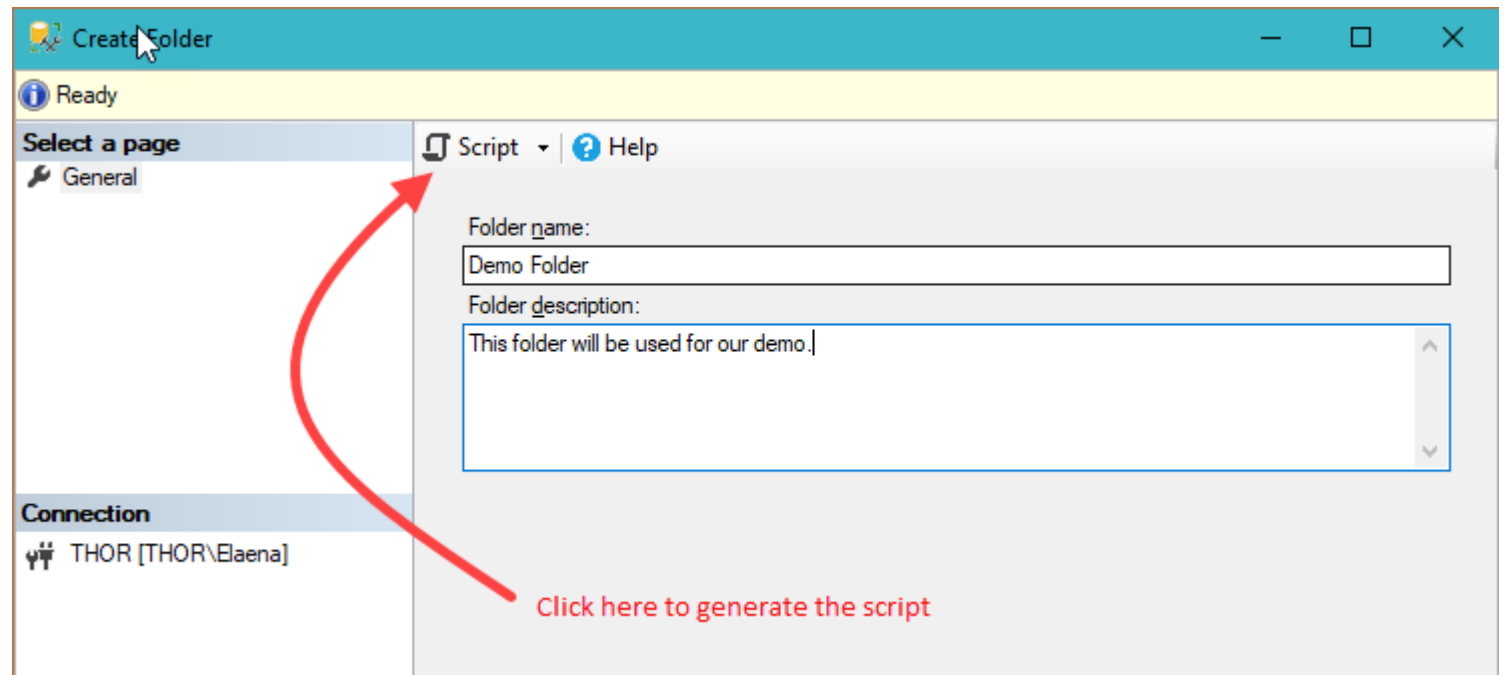 Create Folder
Ready
Select a page
General
Script
Help
Folder name:
Demo Folder
Folder description:
This folder will be used for our demo.
Connection
THOR [THOR\Elaena]
Click here to generate the script